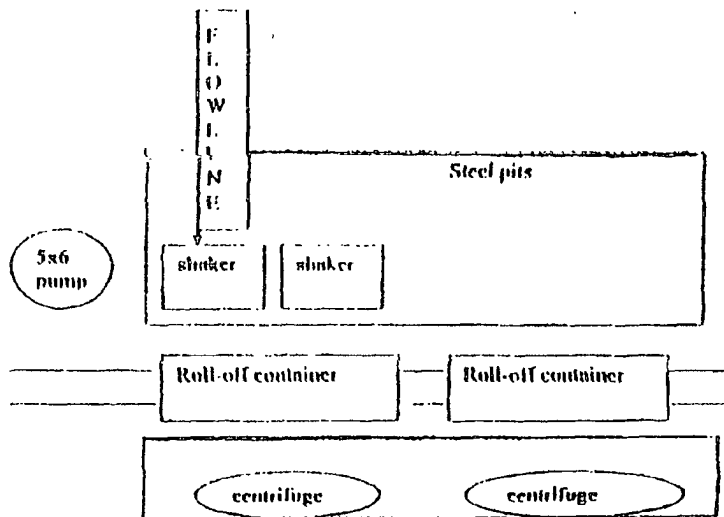 FLOWLINE
Steel pits
5x6
pump
shaker shaker
Roll-off container Roll-off container
centrifuge centrifuge